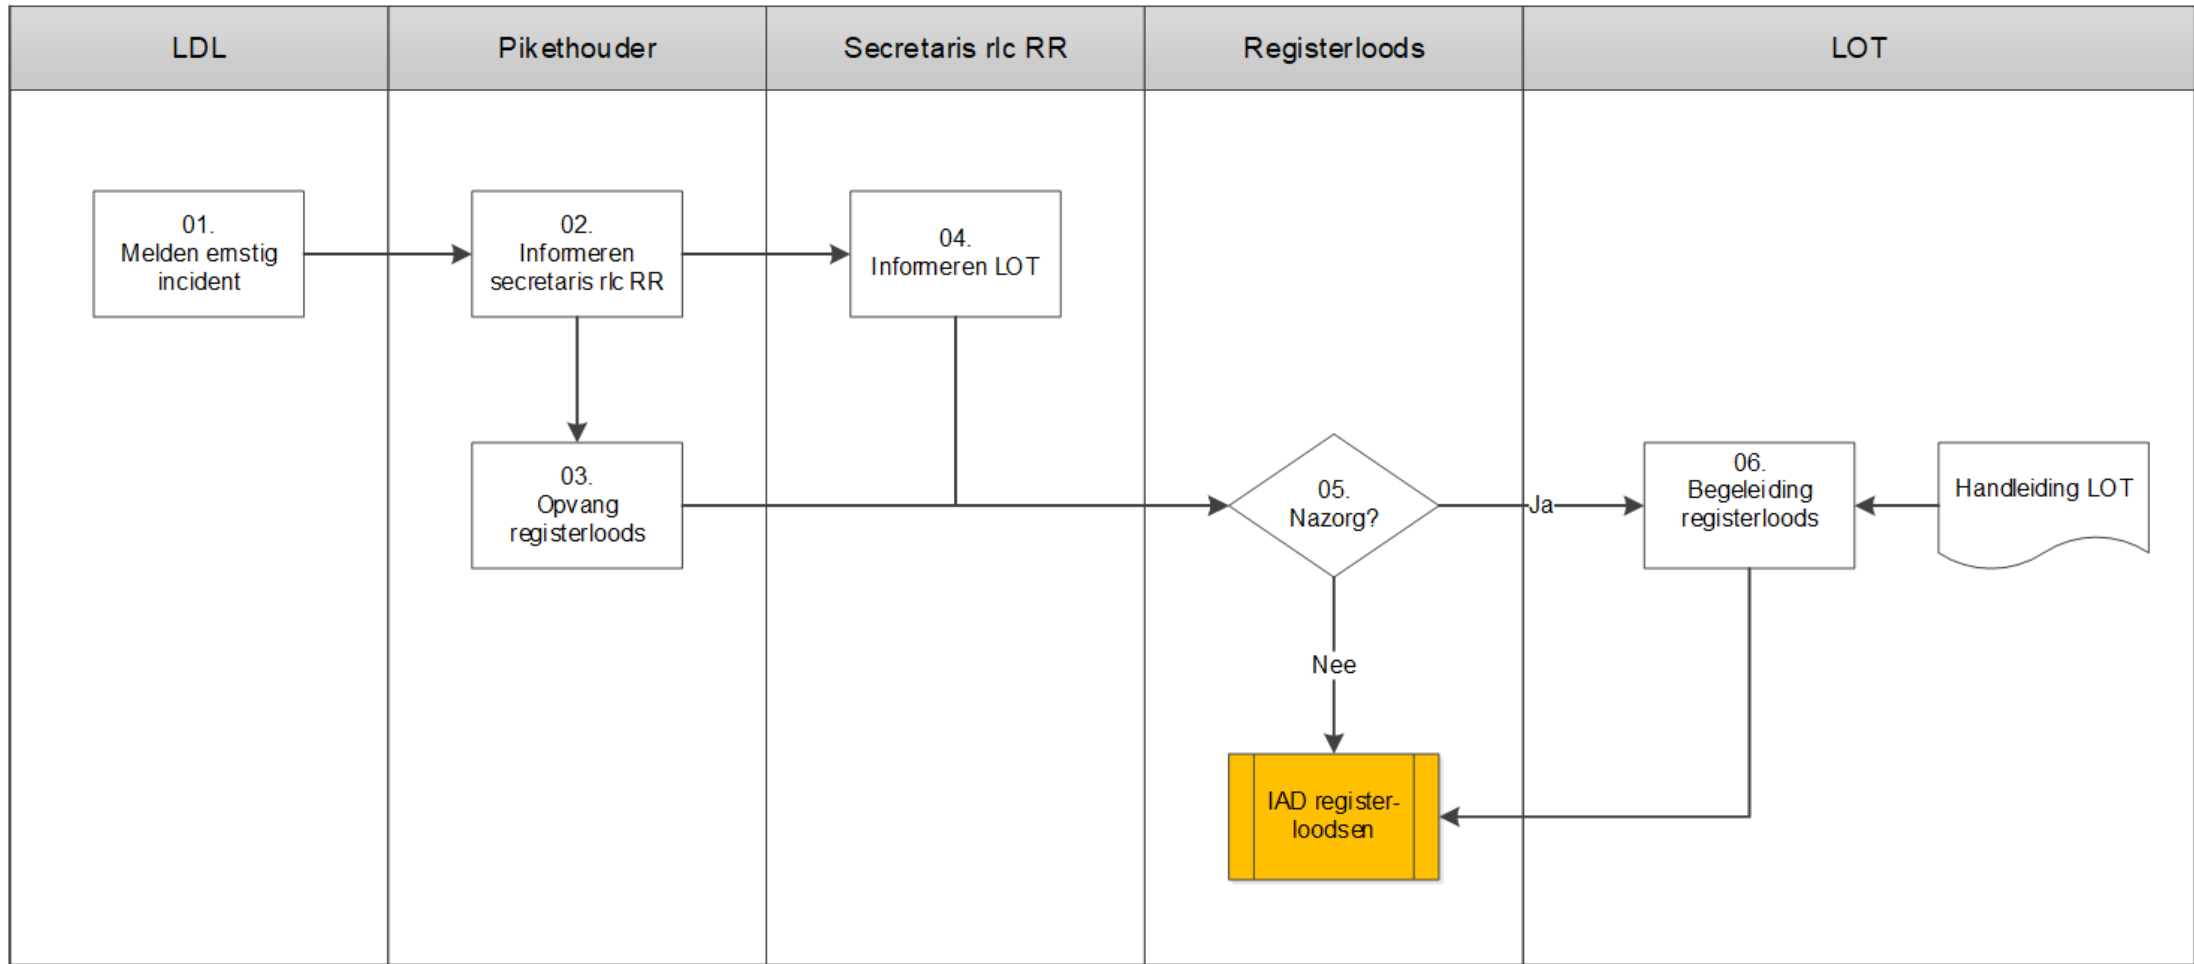 LDL
Pikethouder
Secretaris rlc RR
Registerloods
LOT
01.
Melden ernstig
incident
02.
Informeren
secretaris rlc RR
04.
Informeren LOT
03.
Opvang
registerloods
05.
Nazorg?
Ja
06.
Begeleiding
registerloods
Handleiding LOT
Nee
IAD register-
loodsen